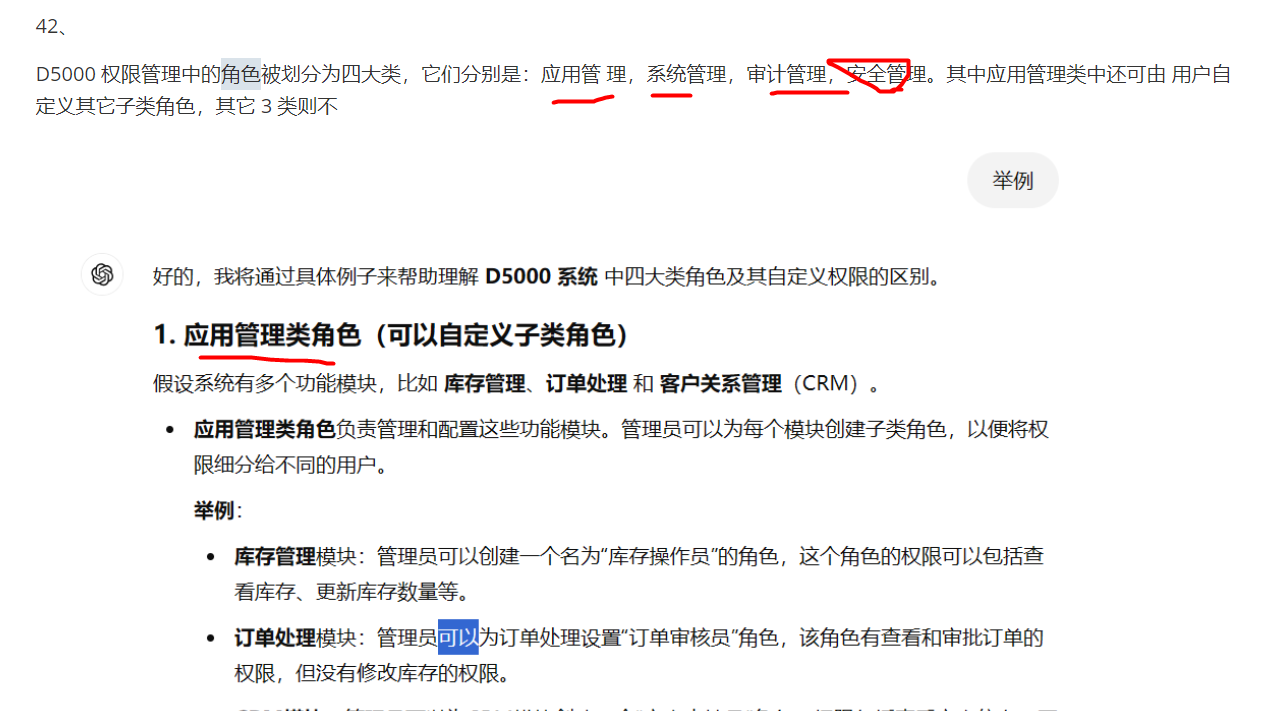 42、
D5000 权限管理中的角色被划分为四大类，它们分别是：应用管 理，系统管理，审计管理，安全管理。其中应用管理类中还可由 用户自
定义其它子类角色，其它 3 类则不
举例
好的，我将通过具体例子来帮助理解 D5000 系统 中四大类角色及其自定义权限的区别。
1. 应用管理类角色（可以自定义子类角色）
假设系统有多个功能模块，比如 库存管理、订单处理 和 客户关系管理（CRM）。
• 应用管理类角色负责管理和配置这些功能模块。管理员可以为每个模块创建子类角色，以便将权
限细分给不同的用户。
举例：
• 库存管理模块：管理员可以创建一个名为“库存操作员”的角色，这个角色的权限可以包括查
看库存、更新库存数量等。
• 订单处理模块：管理员可以为订单处理设置“订单审核员”角色，该角色有查看和审批订单的
权限，但没有修改库存的权限。